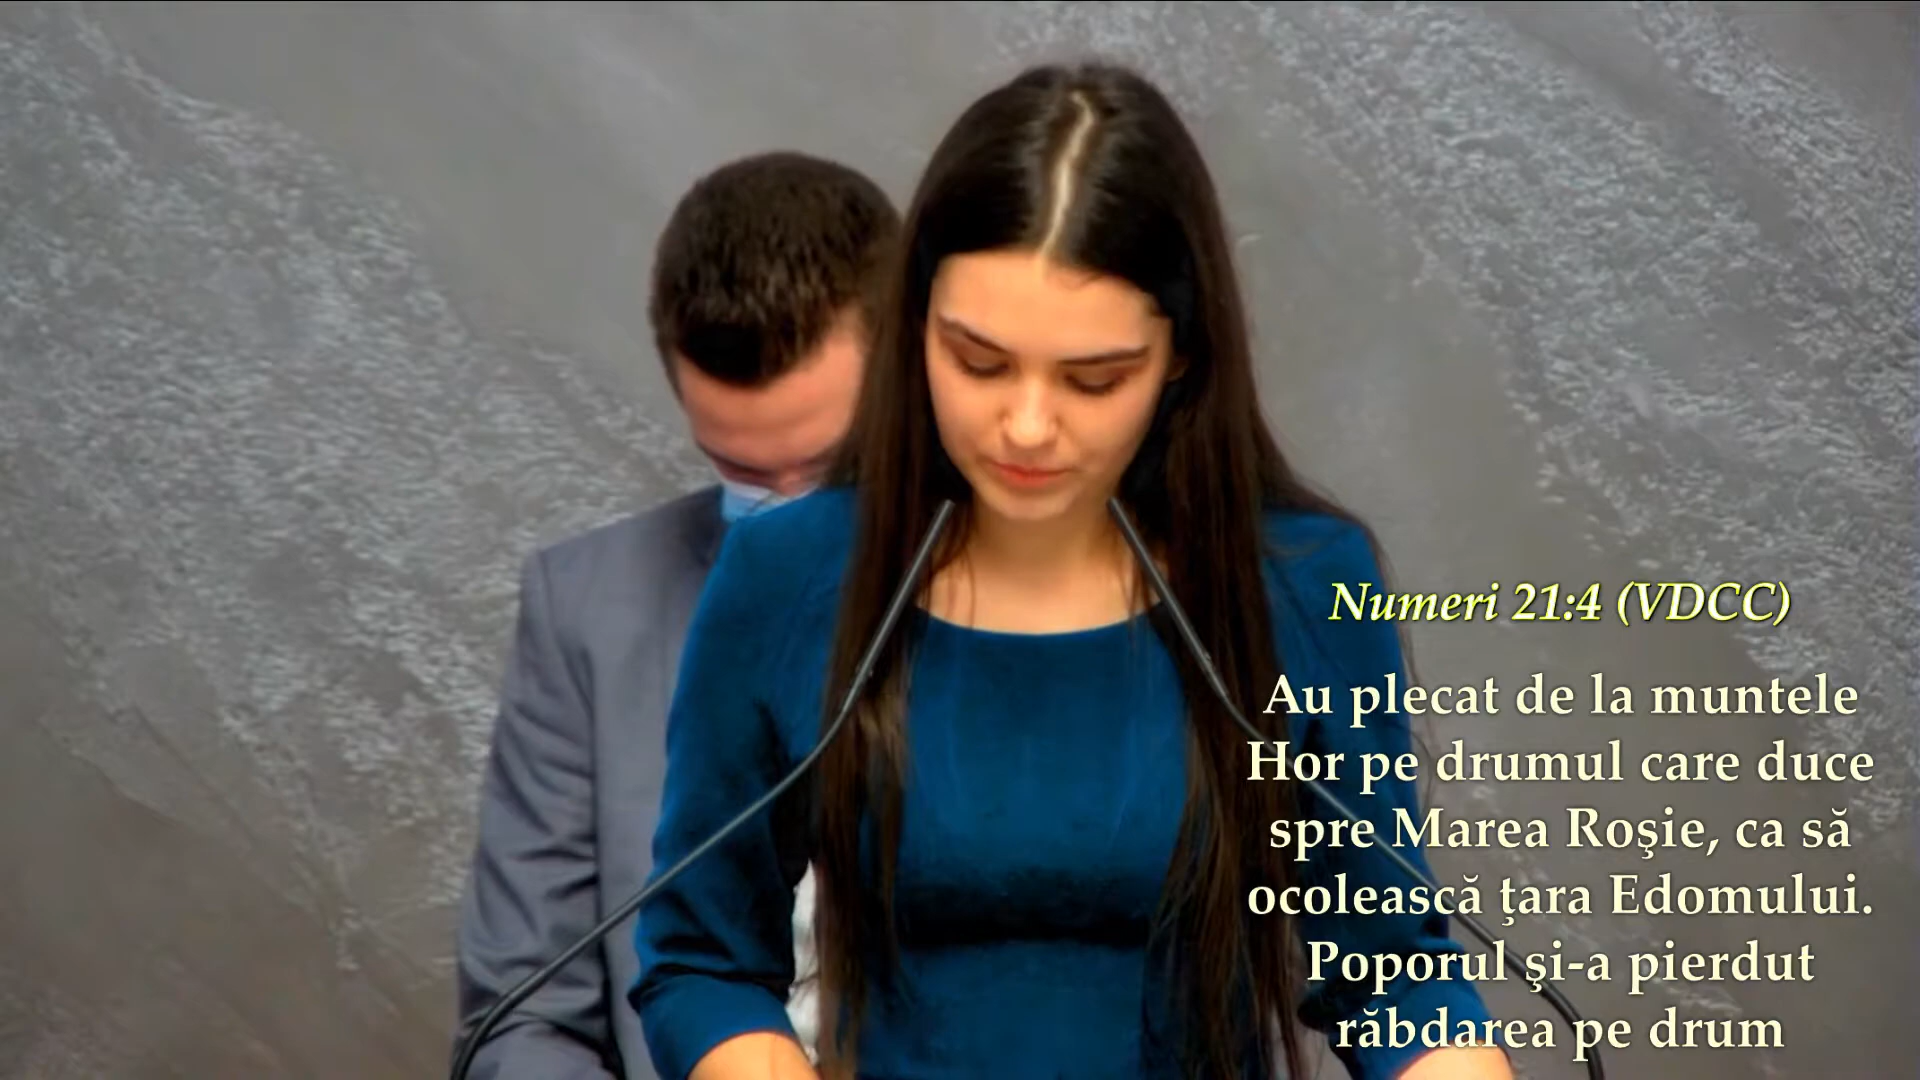 Numeri 21:4 (VDCC)
Au plecat de la muntele
Hor pe drumul care duce
spre Marea Roşie, ca să
ocolească ţara Edomului.
Poporul şi-a pierdut
răbdarea pe drum